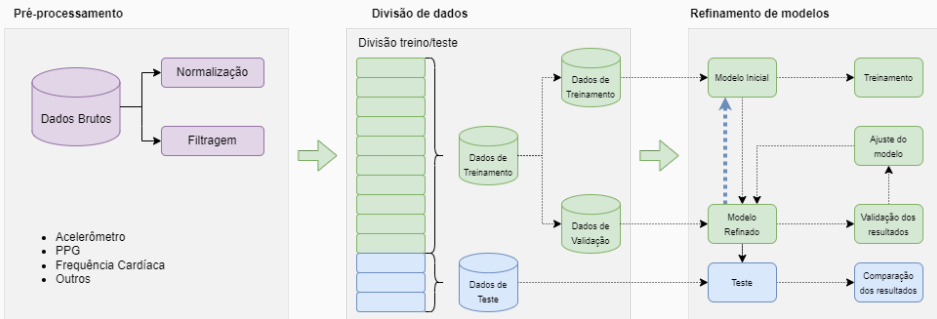 Pré-processamento
Dados Brutos
Normalização
Filtragem
• Acelerômetro
• PPG
• Frequência Cardíaca
• Outros
Divisão de dados
Divisão treino/teste
Dados de
Treinamento
Dados de
Treinamento
Dados de
Validação
Dados de
Teste
Refinamento de modelos
Modelo Inicial
Treinamento
Ajuste do
modelo
Modelo
Refinado
Validação dos
resultados
Teste
Comparação
dos resultados